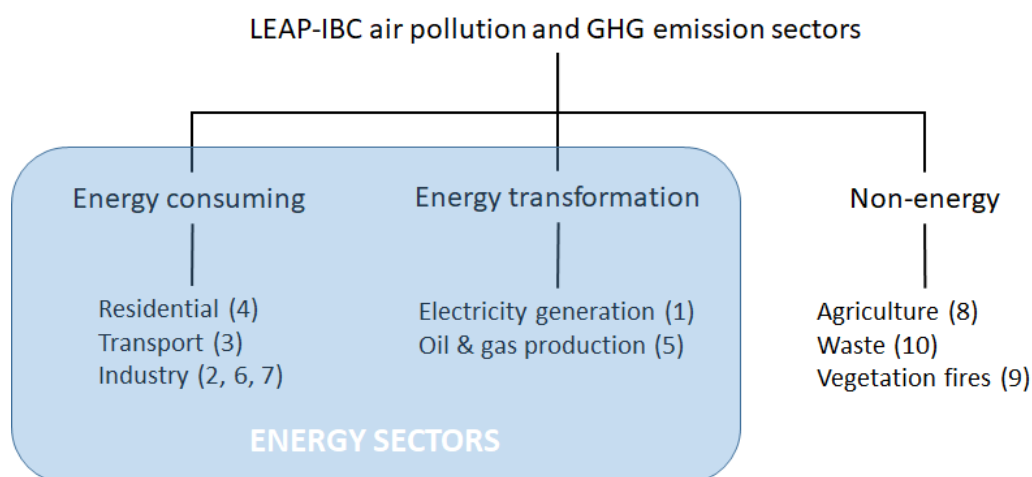 LEAP-IBC air pollution and GHG emission sectors
Energy consuming
Energy transformation
Non-energy
Residential (4)
Transport (3)
Industry (2, 6, 7)
Electricity generation (1)
Oil & gas production (5)
Agriculture (8)
Waste (10)
Vegetation fires (9)
ENERGY SECTORS